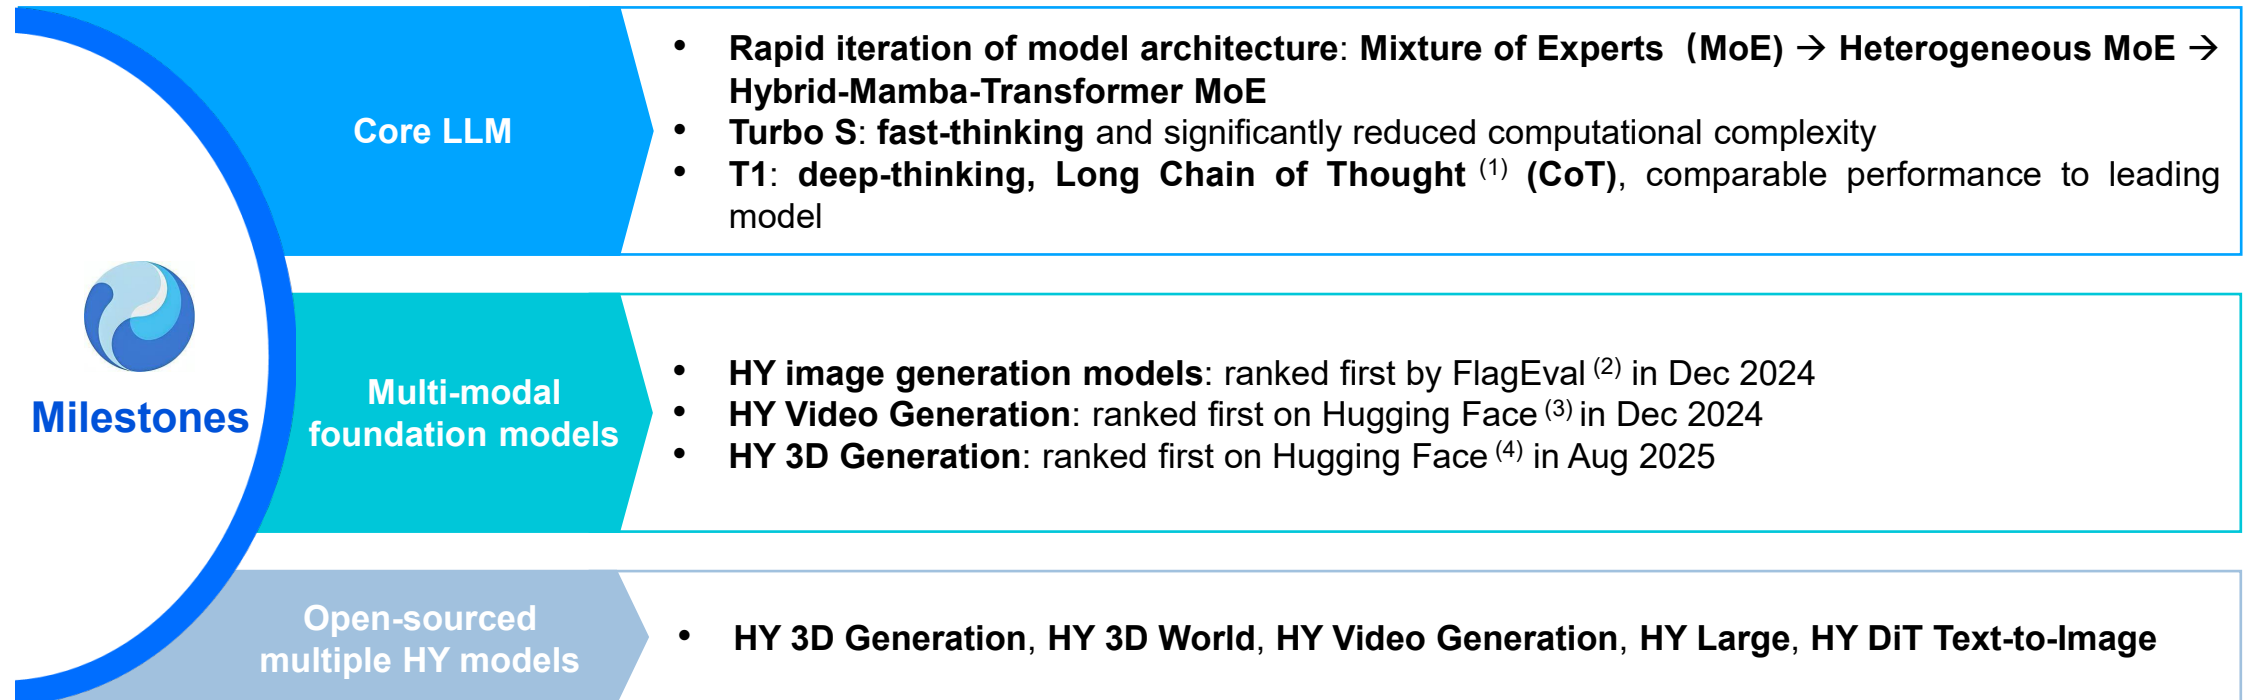 Milestones
Core LLM
• Rapid iteration of model architecture: Mixture of Experts（MoE) → Heterogeneous MoE →
Hybrid-Mamba-Transformer MoE
• Turbo S: fast-thinking and significantly reduced computational complexity
• T1: deep-thinking, Long Chain of Thought (1) (CoT), comparable performance to leading
model
Multi-modal
foundation models
• HY image generation models: ranked first by FlagEval (2) in Dec 2024
• HY Video Generation: ranked first on Hugging Face (3) in Dec 2024
• HY 3D Generation: ranked first on Hugging Face (4) in Aug 2025
Open-sourced
multiple HY models
• HY 3D Generation, HY 3D World, HY Video Generation, HY Large, HY DiT Text-to-Image